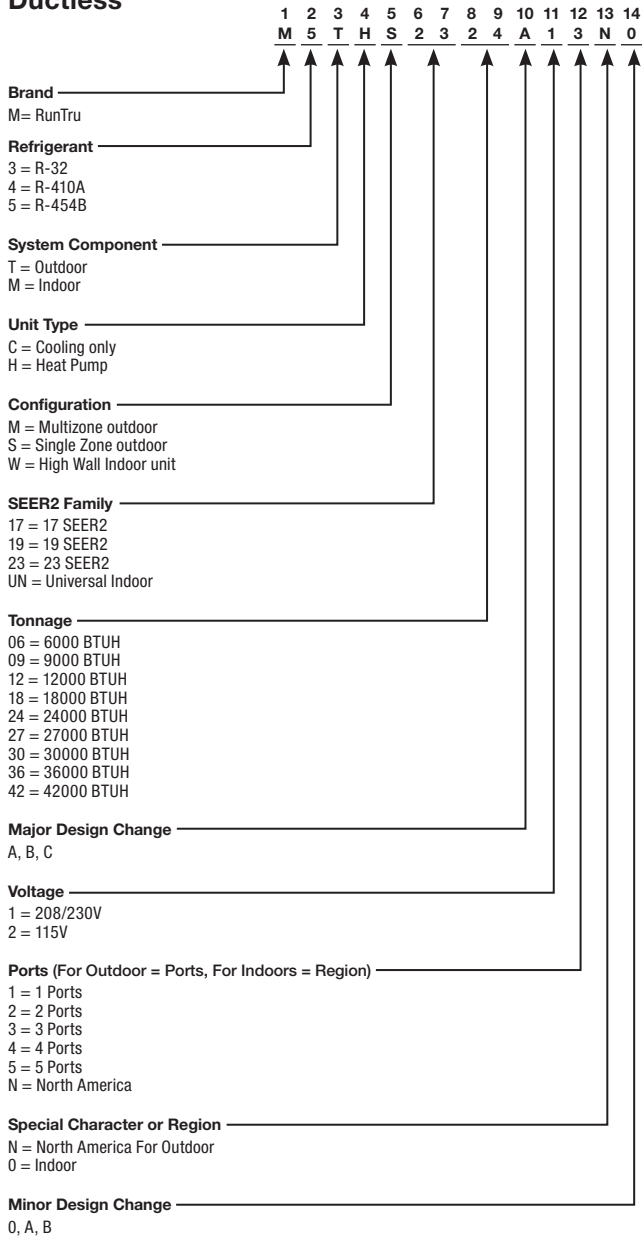 Ductless
1 2 3 4 5 6 7 8 9 10 11 12 13 14
M 5 T H S 2 3 2 4 A 1 3 N 0
Brand
M= RunTru
Refrigerant
3 = R-32
4 = R-410A
5 = R-454B
System Component
T = Outdoor
M = Indoor
Unit Type
C = Cooling only
H = Heat Pump
Configuration
M = Multizone outdoor
S = Single Zone outdoor
W = High Wall Indoor unit
SEER2 Family
17 = 17 SEER2
19 = 19 SEER2
23 = 23 SEER2
UN = Universal Indoor
Tonnage
06 = 6000 BTUH
09 = 9000 BTUH
12 = 12000 BTUH
18 = 18000 BTUH
24 = 24000 BTUH
27 = 27000 BTUH
30 = 30000 BTUH
36 = 36000 BTUH
42 = 42000 BTUH
Major Design Change
A, B, C
Voltage
1 = 208/230V
2 = 115V
Ports (For Outdoor = Ports, For Indoors = Region)
1 = 1 Ports
2 = 2 Ports
3 = 3 Ports
4 = 4 Ports
5 = 5 Ports
N = North America
Special Character or Region
N = North America For Outdoor
0 = Indoor
Minor Design Change
0, A, B